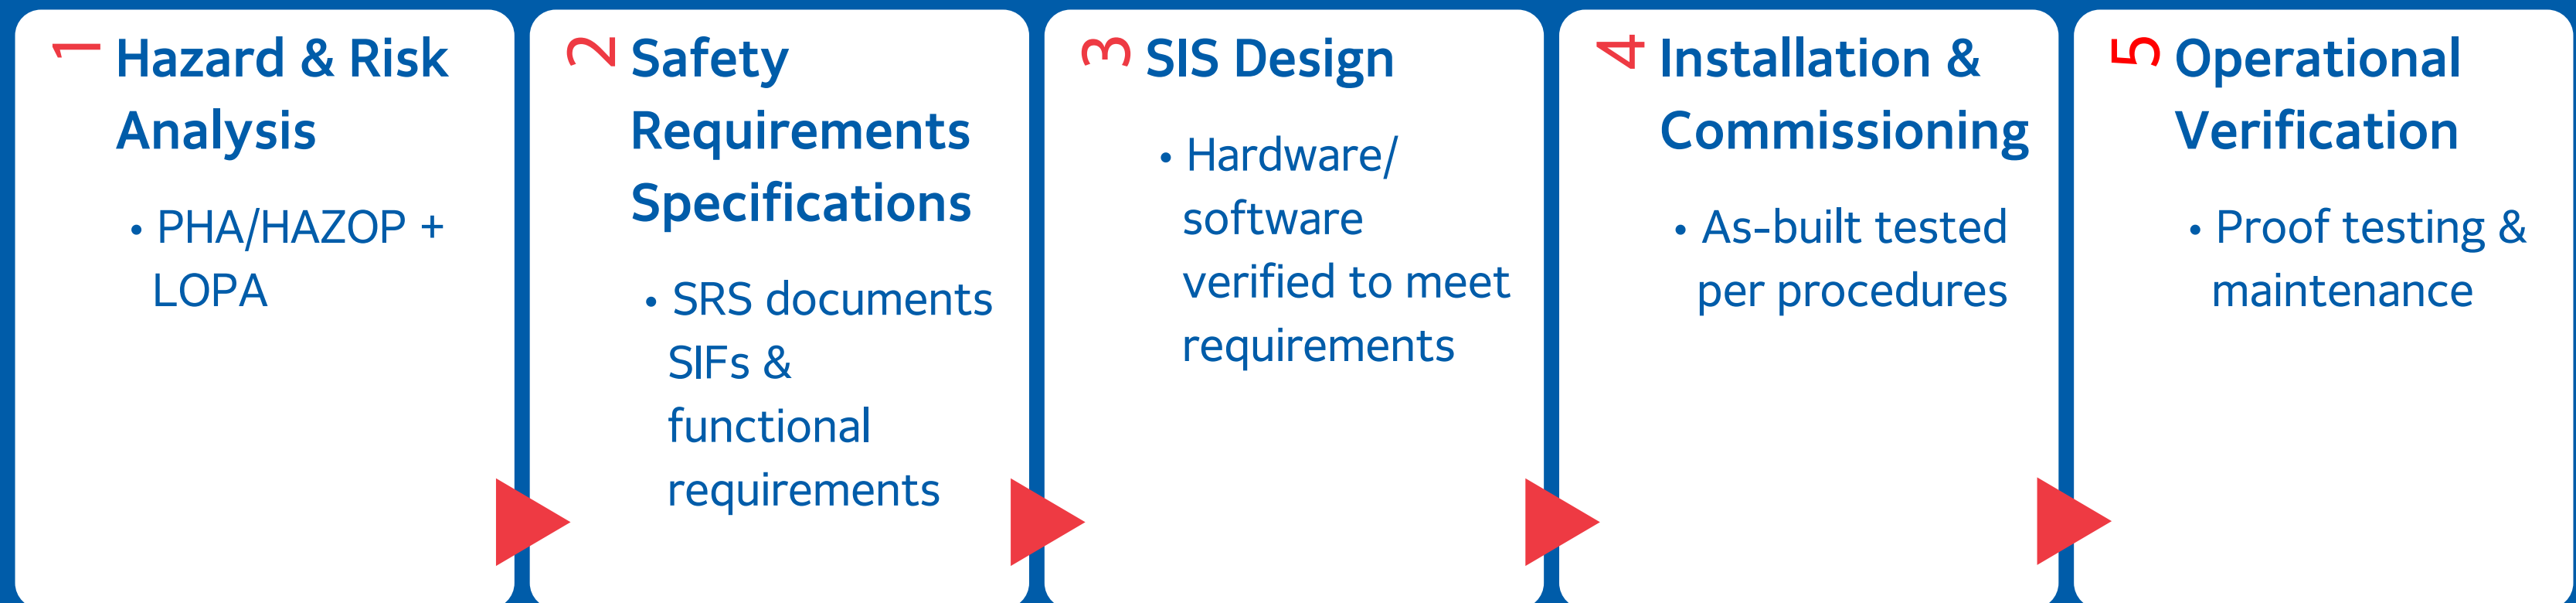 1
Hazard & Risk
Analysis
• PHA/HAZOP +
LOPA
2
Safety
Requirements
Specifications
• SRS documents
SIFs &
functional
requirements
3
SIS Design
• Hardware/
software
verified to meet
requirements
4
Installation &
Commissioning
• As-built tested
per procedures
5
Operational
Verification
• Proof testing &
maintenance